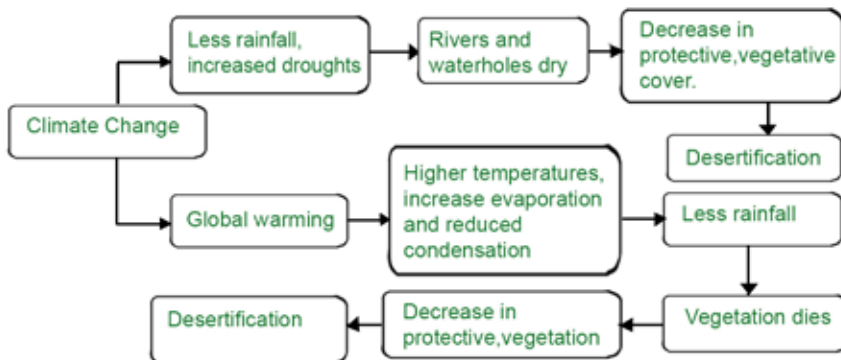 Climate Change
Less rainfall,
increased droughts
Rivers and
waterholes dry
Decrease in
protective,vegetative
cover.
Desertification
Global warming
Higher temperatures,
increase evaporation
and reduced
condensation
Less rainfall
Vegetation dies
Decrease in
protective,vegetation
Desertification